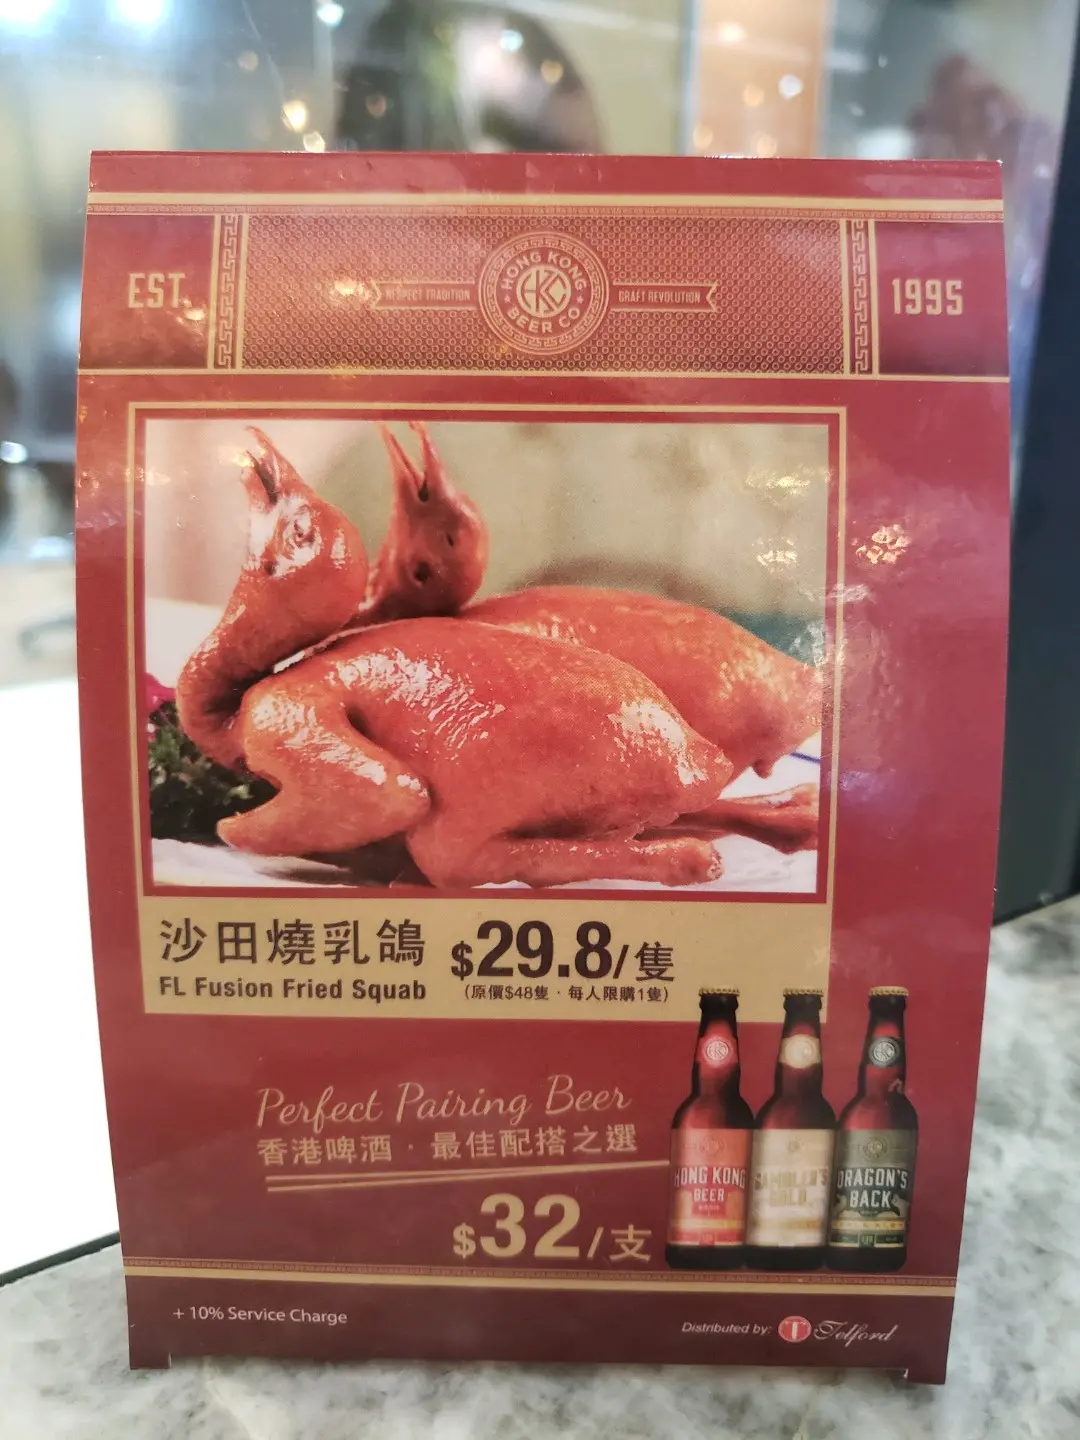 EST.
RESPECT TRADITION
HONG KONG
HKC
BEER CO
CRAFT REVOLUTION
1995
沙田燒乳鴿
$29.8/隻
FL Fusion Fried Squab
(原價$48隻·每人限購1隻)
Perfect Pairing Beer
香港啤酒·最佳配搭之選
$32/支
HONG KONG
BEER
GAMBLER'S
GOLD
DRAGON'S
BACK
+ 10% Service Charge
Distributed by: T Telford